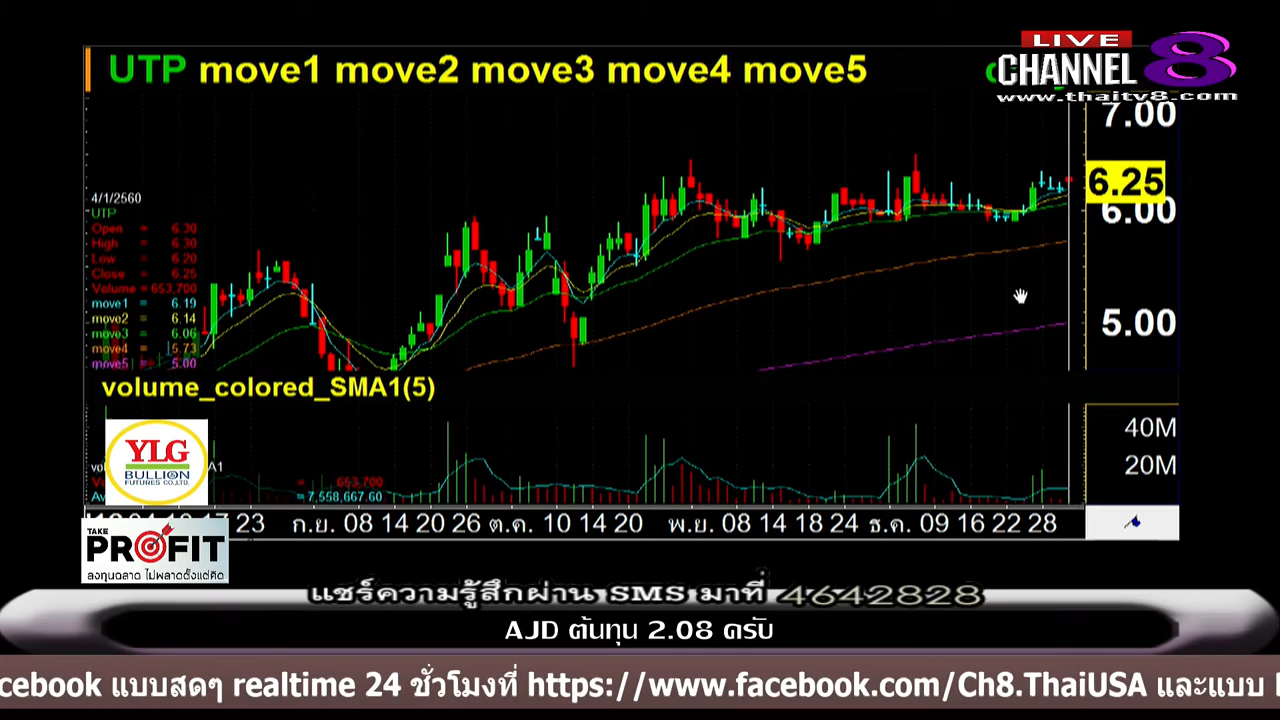 UTP move1 move2 move3 move4 move5
LIVE
CHANNEL 8
www.thaitv8.com
7.00
6.25
6.00
5.00
4/1/2560
UTP
Open = 6.30
High = 6.30
Low = 6.20
Close = 6.25
Volume = 653,700
move1 = 6.19
move2 = 6.14
move3 = 6.06
move4 = 5.73
move5 = 5.00
volume_colored_SMA1(5)
40M
20M
YLG
BULLION
FUTURES CO.,LTD.
= 653,700
= 7,558,667.60
23 ก.ย. 08 14 20 26 ต.ค. 10 14 20 พ.ย. 08 14 18 24 ธ.ค. 09 16 22 28
TAKE
PROFIT
ลงทุนฉลาด ไม่พลาดตั้งแต่คิด
แชร์ความรู้สึกผ่าน SMS มาที่ 4642828
AJD ต้นทุน 2.08 ครับ
cebook แบบสดๆ realtime 24 ชั่วโมงที่ https://www.facebook.com/Ch8.ThaiUSA และแบบ